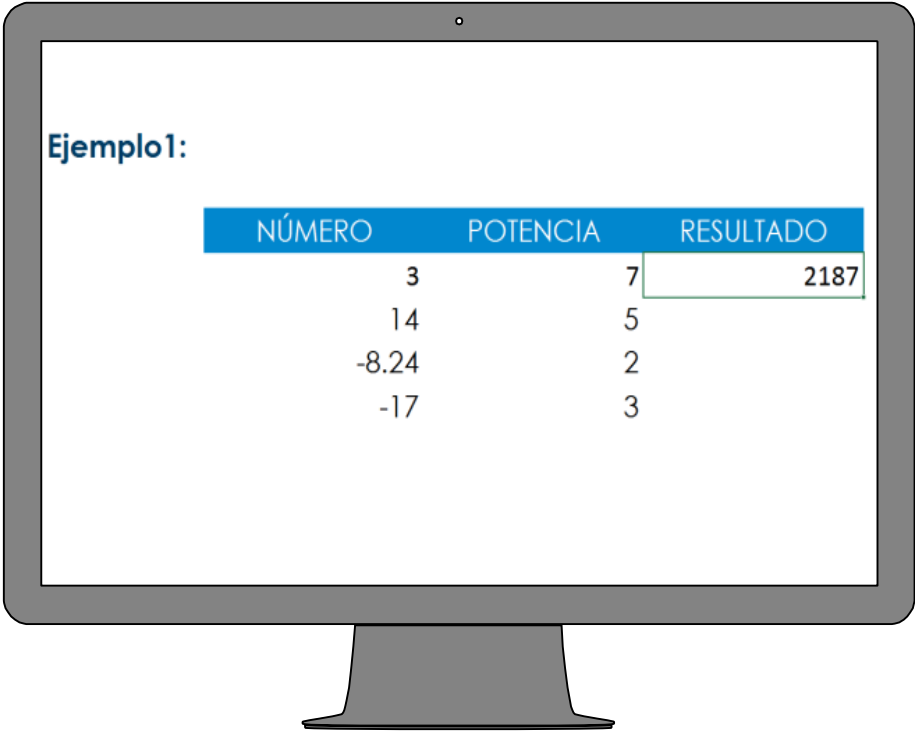 Ejemplo1:
NÚMERO POTENCIA RESULTADO
3 7 2187
14 5
-8.24 2
-17 3